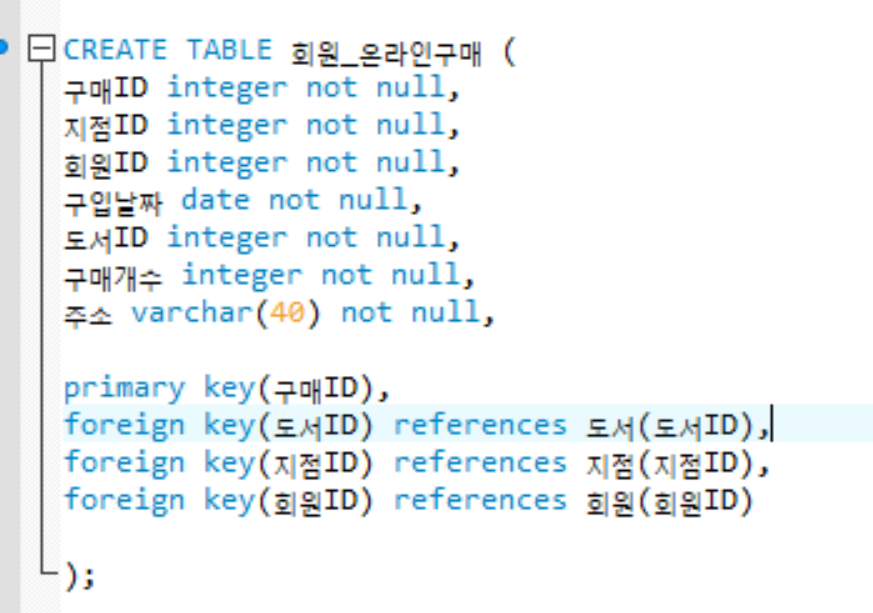 CREATE TABLE 회원_온라인구매 (
구매ID integer not null,
지점ID integer not null,
회원ID integer not null,
구입날짜 date not null,
도서ID integer not null,
구매개수 integer not null,
주소 varchar(40) not null,
primary key(구매ID),
foreign key(도서ID) references 도서(도서ID),
foreign key(지점ID) references 지점(지점ID),
foreign key(회원ID) references 회원(회원ID)
);